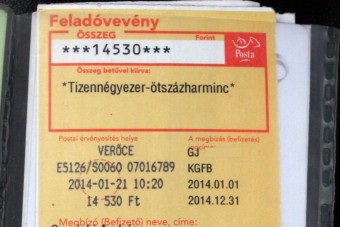 Feladóvevény
ÖSSZEG Forint
***14530***
Posta
Összeg betűvel kiírva:
*Tizennégyezer-ötszázharminc*
Postai érvényesítés helye A megbízás (befizető)
VERŐCE GJ
E5126/S0060 07016789 KGFB
2014-01-21 10:20 2014.01.01
14 530 Ft 2014.12.31
Megbízó (Befizető) neve, címe: